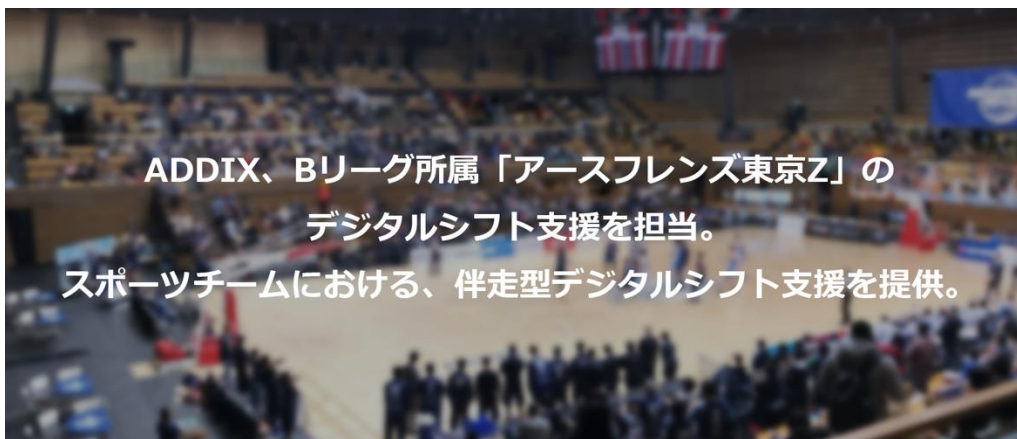 ADDIX、Bリーグ所属「アースフレンズ東京Z」の
デジタルシフト支援を担当。
スポーツチームにおける、伴走型デジタルシフト支援を提供。